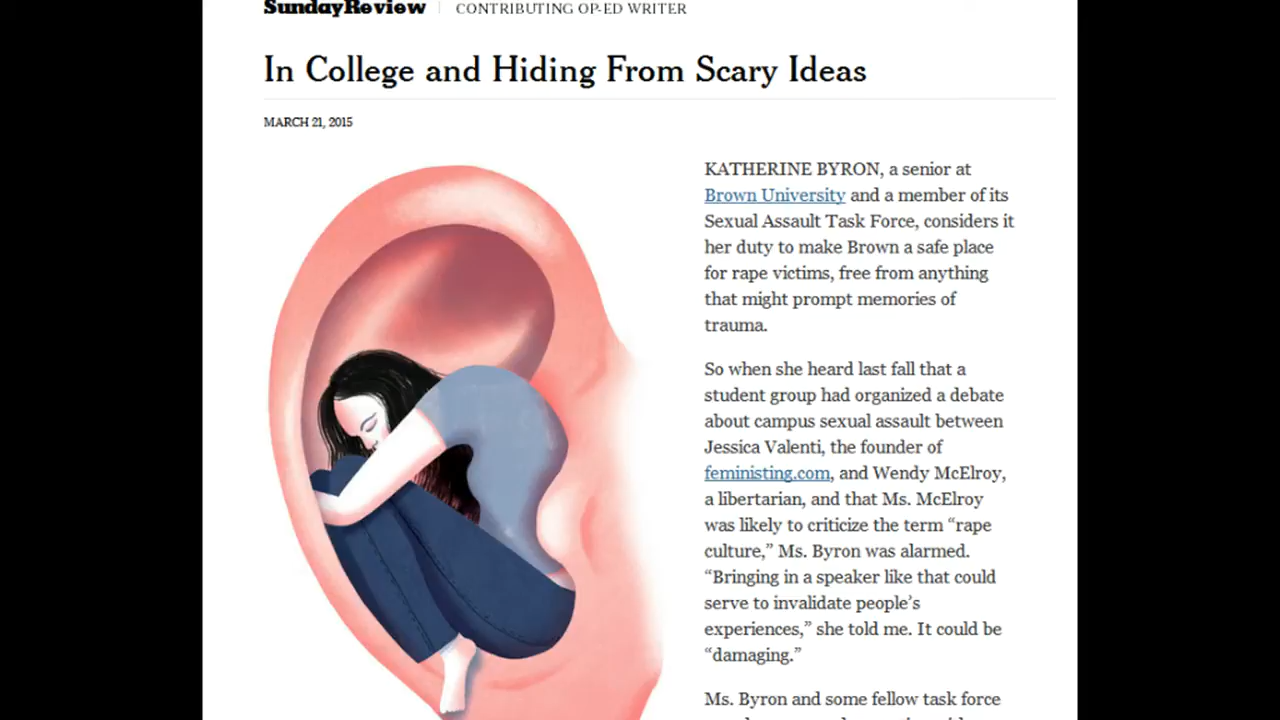 SundayReview | CONTRIBUTING OP-ED WRITER
In College and Hiding From Scary Ideas
MARCH 21, 2015
KATHERINE BYRON, a senior at
Brown University and a member of its
Sexual Assault Task Force, considers it
her duty to make Brown a safe place
for rape victims, free from anything
that might prompt memories of
trauma.
So when she heard last fall that a
student group had organized a debate
about campus sexual assault between
Jessica Valenti, the founder of
feministing.com, and Wendy McElroy,
a libertarian, and that Ms. McElroy
was likely to criticize the term “rape
culture,” Ms. Byron was alarmed.
“Bringing in a speaker like that could
serve to invalidate people’s
experiences,” she told me. It could be
“damaging.”
Ms. Byron and some fellow task force